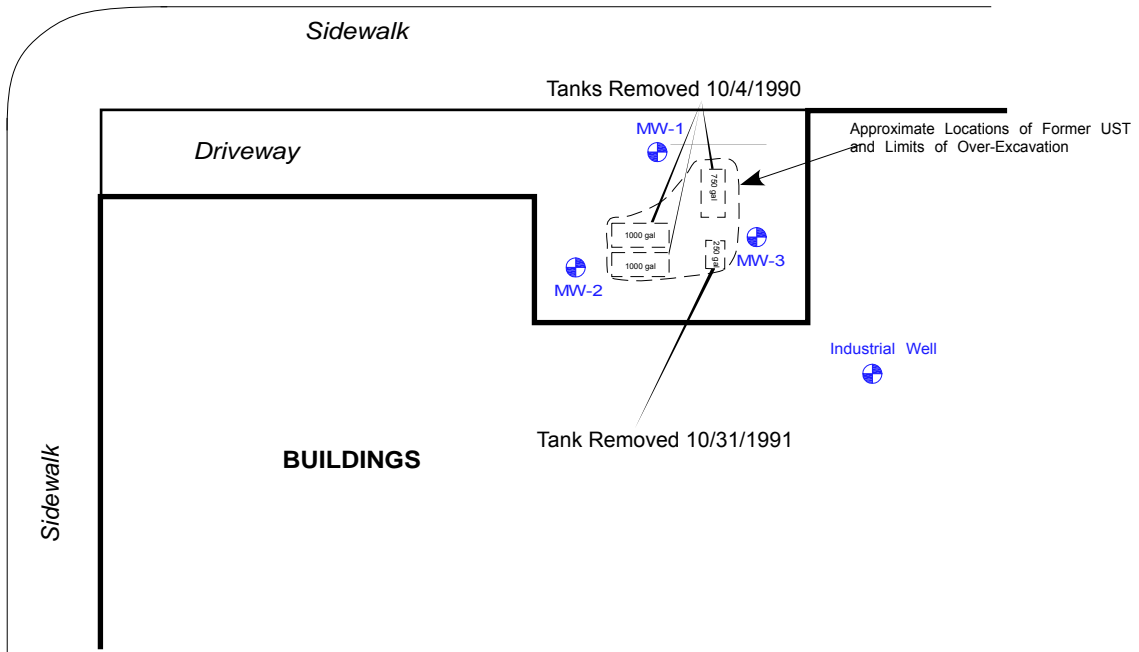 Sidewalk
Tanks Removed 10/4/1990
MW-1
Approximate Locations of Former UST
and Limits of Over-Excavation
Driveway
750 gal
1000 gal
1000 gal
250 gal
MW-3
MW-2
Industrial Well
Tank Removed 10/31/1991
BUILDINGS
Sidewalk